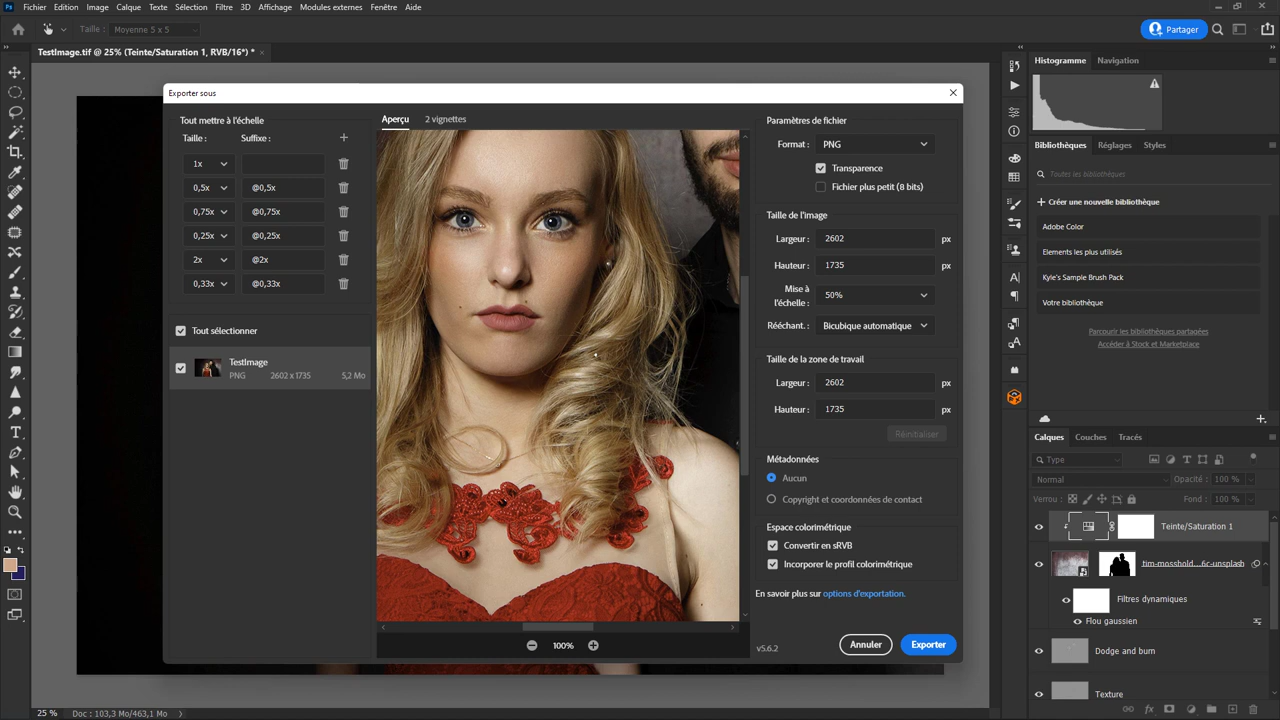 Ps Fichier Edition Image Calque Texte Sélection Filtre 3D Affichage Modules externes Fenêtre Aide
Taille : Moyenne 5 x 5
Partager
TestImage.tif @ 25% (Teinte/Saturation 1, RVB/16*) *
Exporter sous
Tout mettre à l'échelle
Taille : Suffixe :
1x
0,5x @0,5x
0,75x @0,75x
0,25x @0,25x
2x @2x
0,33x @0,33x
Tout sélectionner
TestImage
PNG 2602 x 1735 5,2 Mo
Aperçu 2 vignettes
100%
Paramètres de fichier
Format : PNG
Transparence
Fichier plus petit (8 bits)
Taille de l'image
Largeur : 2602 px
Hauteur : 1735 px
Mise à
l'échelle : 50%
Rééchant. : Bicubique automatique
Taille de la zone de travail
Largeur : 2602 px
Hauteur : 1735 px
Réinitialiser
Métadonnées
Aucun
Copyright et coordonnées de contact
Espace colorimétrique
Convertir en sRVB
Incorporer le profil colorimétrique
En savoir plus sur options d'exportation.
v5.6.2
Annuler Exporter
Histogramme Navigation
Bibliothèques Réglages Styles
Toutes les bibliothèques
Créer une nouvelle bibliothèque
Adobe Color
Elements les plus utilisés
Kyle's Sample Brush Pack
Votre bibliothèque
Parcourir les bibliothèques partagées
Accéder à Stock et Marketplace
Calques Couches Tracés
Type
Normal Opacité : 100 %
Verrou : Fond : 100 %
Teinte/Saturation 1
tim-mosshold...6c-unsplash
Filtres dynamiques
Flou gaussien
Dodge and burn
Texture
25 % Doc : 103,3 Mo/463,1 Mo